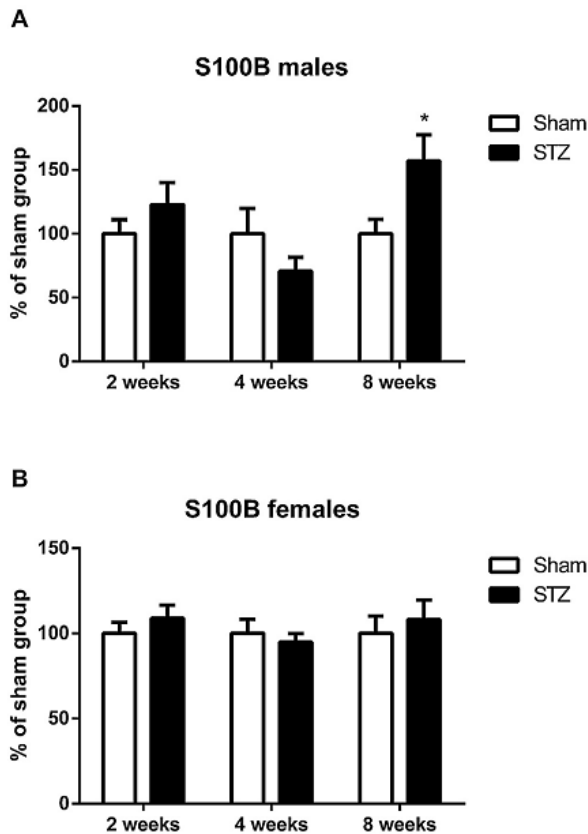 A
S100B males
% of sham group
200
150
100
50
0
*
Sham
STZ
2 weeks 4 weeks 8 weeks
B
S100B females
% of sham group
150
100
50
0
Sham
STZ
2 weeks 4 weeks 8 weeks